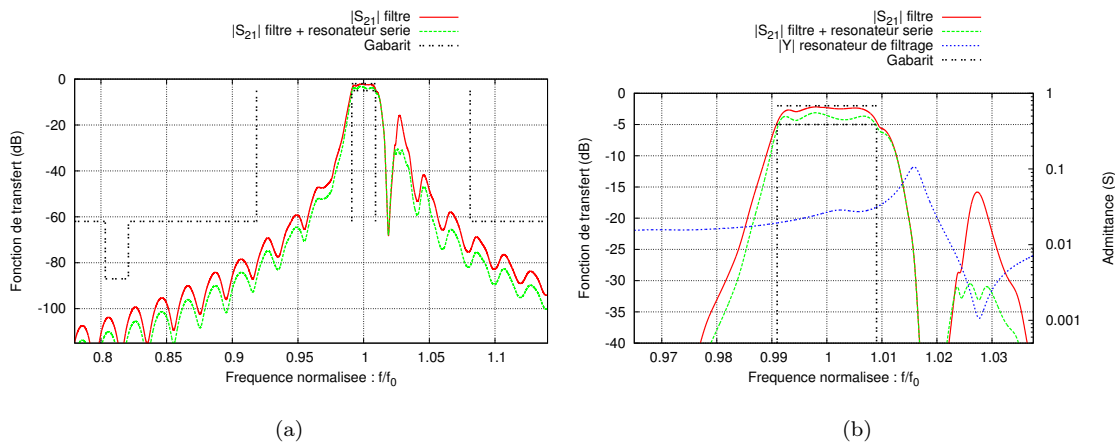 |S21| filtre
|S21| filtre + resonateur serie
Gabarit
0
-20
-40
-60
-80
-100
Fonction de transfert (dB)
0.8
0.85
0.9
0.95
1
1.05
1.1
Frequence normalisee : f/f0
(a)
|S21| filtre
|S21| filtre + resonateur serie
|Y| resonateur de filtrage
Gabarit
0
-5
-10
-15
-20
-25
-30
-35
-40
Fonction de transfert (dB)
0.97
0.98
0.99
1
1.01
1.02
1.03
1
0.1
0.01
0.001
Admittance (S)
Frequence normalisee : f/f0
(b)